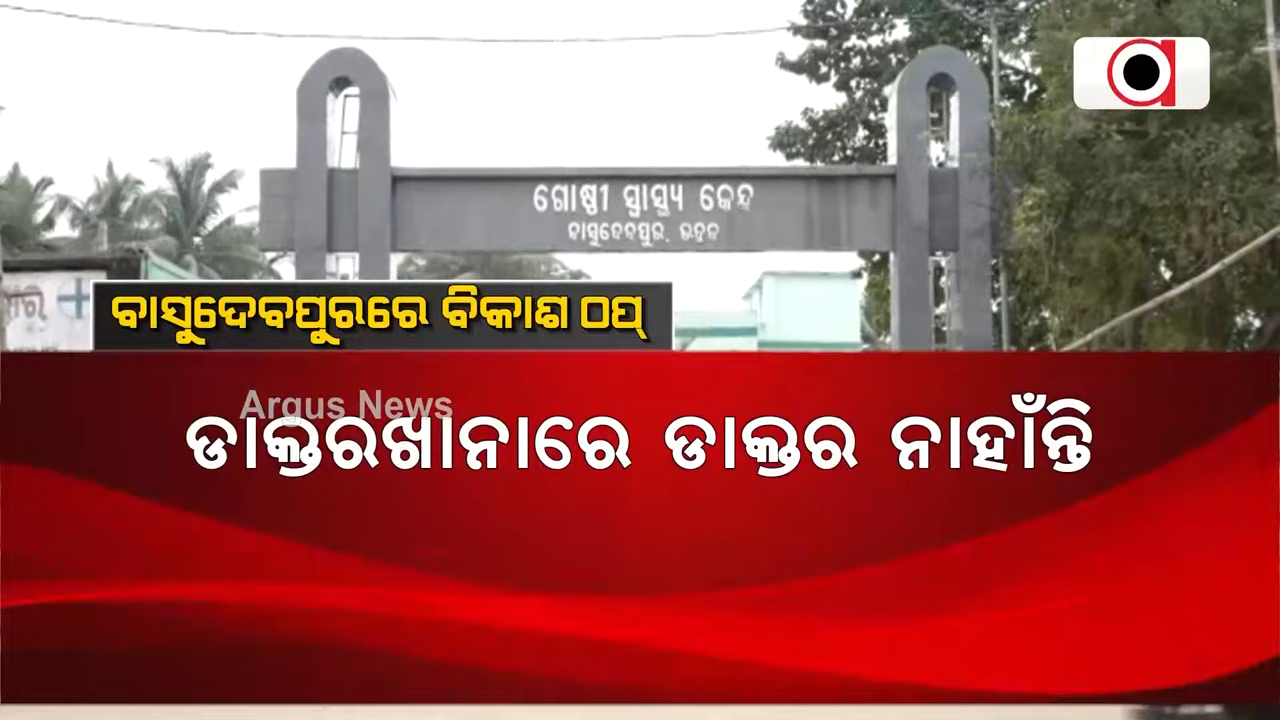 ଗୋଷ୍ଠୀ ସ୍ୱାସ୍ଥ୍ୟ କେନ୍ଦ୍ର
ବାସୁଦେବପୁର, ଭଦ୍ରକ
ବାସୁଦେବପୁରରେ ବିକାଶ ଠପ୍
Argus News
ଡାକ୍ତରଖାନାରେ ଡାକ୍ତର ନାହାଁନ୍ତି